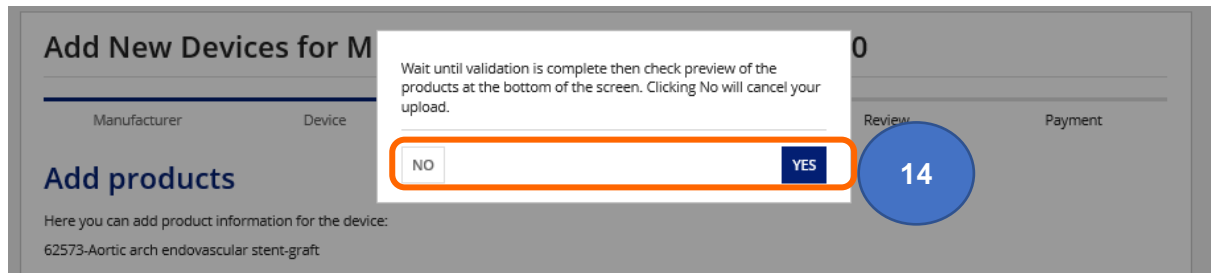 Add New Devices for M
0
Wait until validation is complete then check preview of the
products at the bottom of the screen. Clicking No will cancel your
upload.
Manufacturer
Device
Review
Payment
NO
YES
14
Add products
Here you can add product information for the device:
62573-Aortic arch endovascular stent-graft